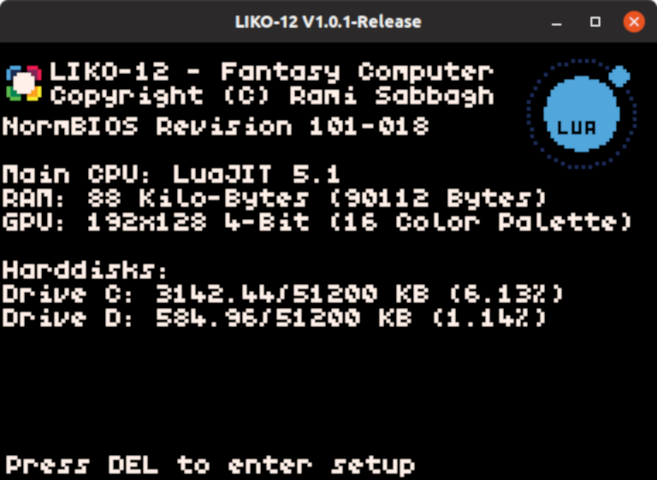 LIKO-12 V1.0.1-Release
LIKO-12 - Fantasy Computer
Copyright (C) Rami Sabbagh
NormBIOS Revision 101-018
LUA
Main CPU: LuaJIT 5.1
RAM: 88 Kilo-Bytes (90112 Bytes)
GPU: 192x128 4-Bit (16 Color Palette)
Harddisks:
Drive C: 3142.44/51200 KB (6.13%)
Drive D: 584.96/51200 KB (1.14%)
Press DEL to enter setup